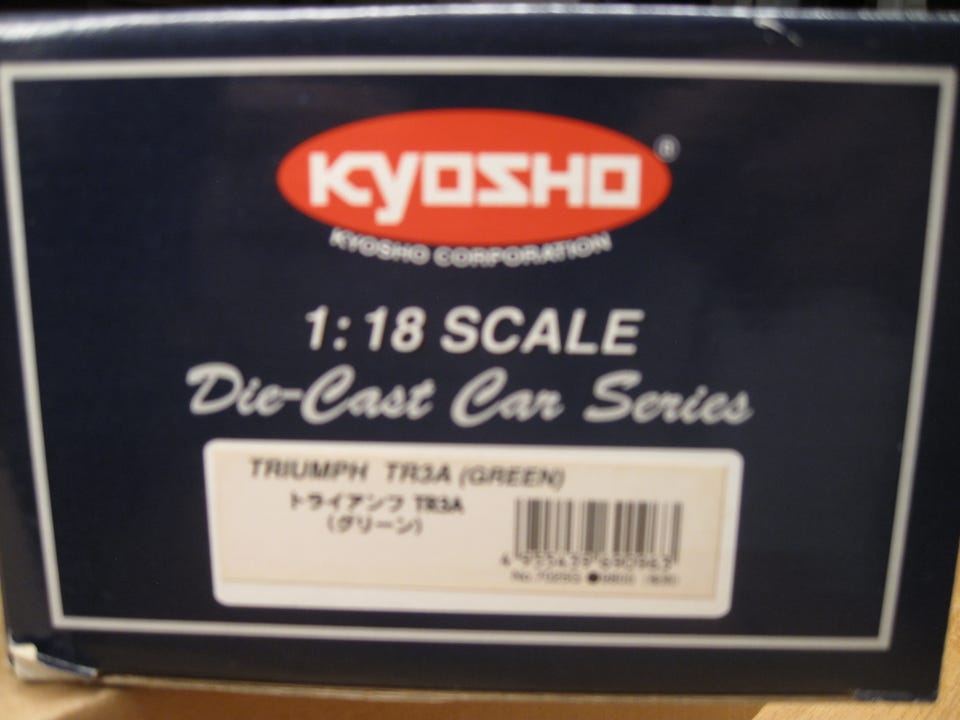 KYOSHO ®
KYOSHO CORPORATION
1:18 SCALE
Die-Cast Car Series
TRIUMPH TR3A (GREEN)
トライアンフ TR3A
(グリーン)